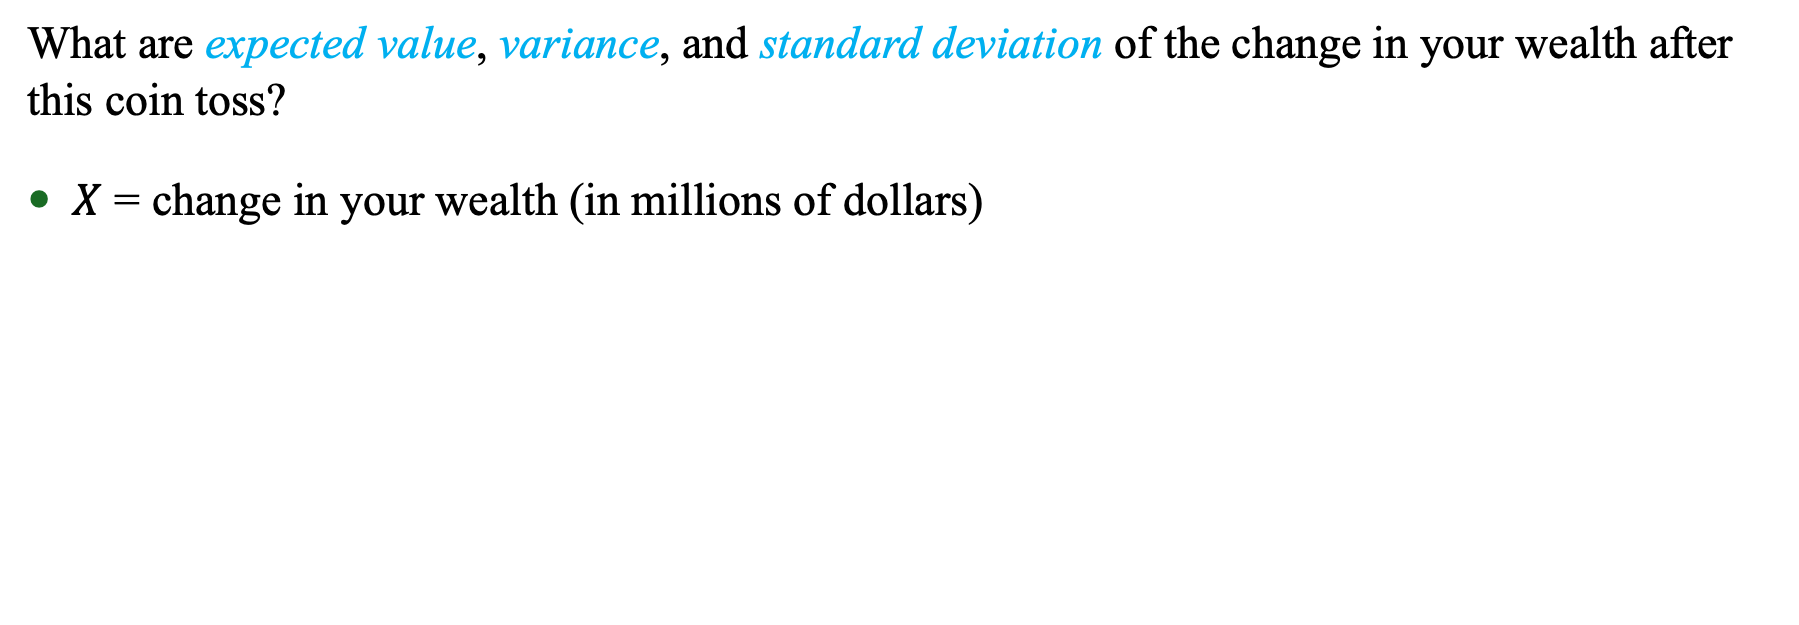 What are expected value, variance, and standard deviation of the change in your wealth after
this coin toss?
• X = change in your wealth (in millions of dollars)